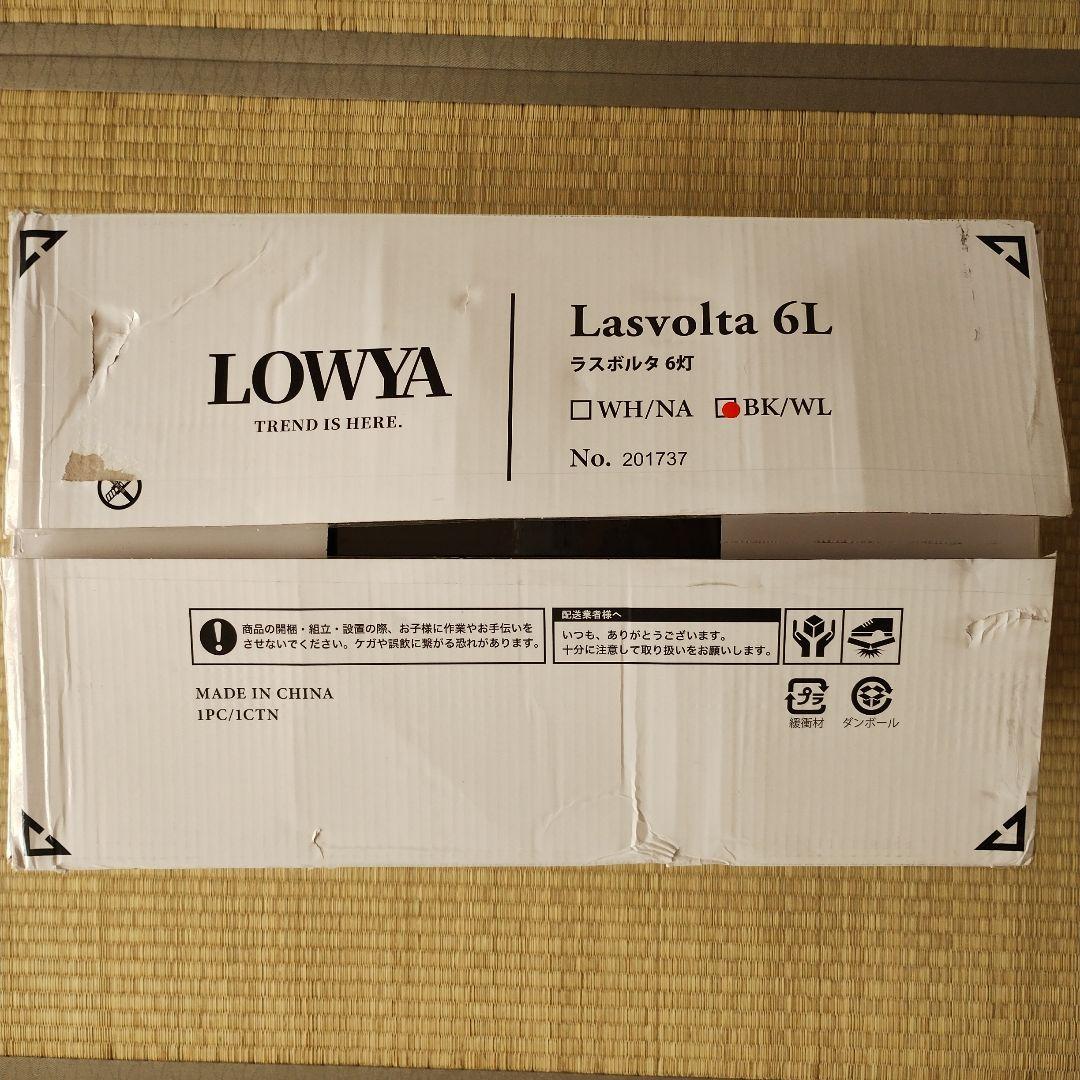 LOWYA
TREND IS HERE.
Lasvolta 6L
ラスボルタ 6灯
WH/NA BK/WL
No. 201737
商品の開梱・組立・設置の際、お子様に作業やお手伝いを
させないでください。ケガや誤飲に繋がる恐れがあります。
配送業者様へ
いつも、ありがとうございます。
十分に注意して取り扱いをお願いします。
MADE IN CHINA
1PC/1CTN
プラ
緩衝材
ダンボール